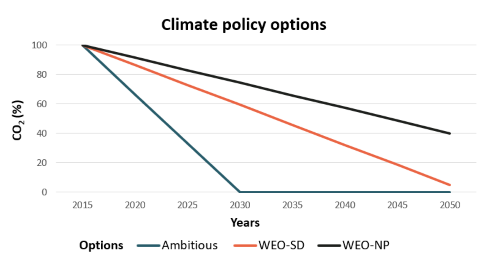 Climate policy options
100
80
60
40
20
0
CO₂ (%)
2015 2020 2025 2030 2035 2040 2045 2050
Years
Options Ambitious WEO-SD WEO-NP